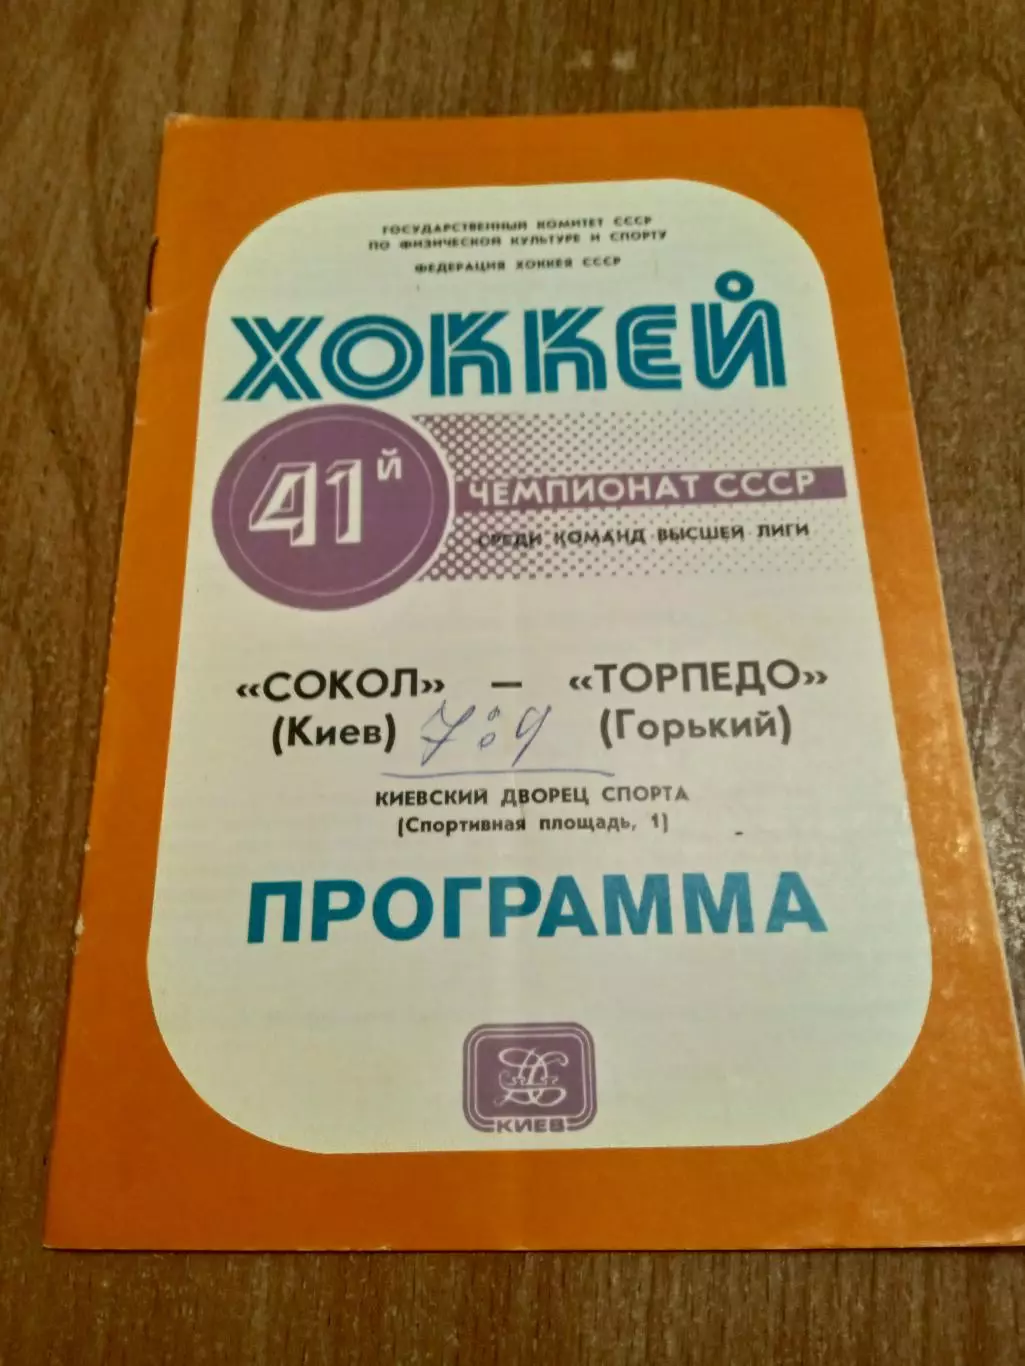 ГОСУДАРСТВЕННЫЙ КОМИТЕТ СССР
ПО ФИЗИЧЕСКОЙ КУЛЬТУРЕ И СПОРТУ
ФЕДЕРАЦИЯ ХОККЕЯ СССР
ХОККЕЙ
41Й
ЧЕМПИОНАТ СССР
СРЕДИ КОМАНД ВЫСШЕЙ ЛИГИ
«СОКОЛ» — «ТОРПЕДО»
(Киев) 7:9 (Горький)
КИЕВСКИЙ ДВОРЕЦ СПОРТА
(Спортивная площадь, 1)
ПРОГРАММА
КИЕВ